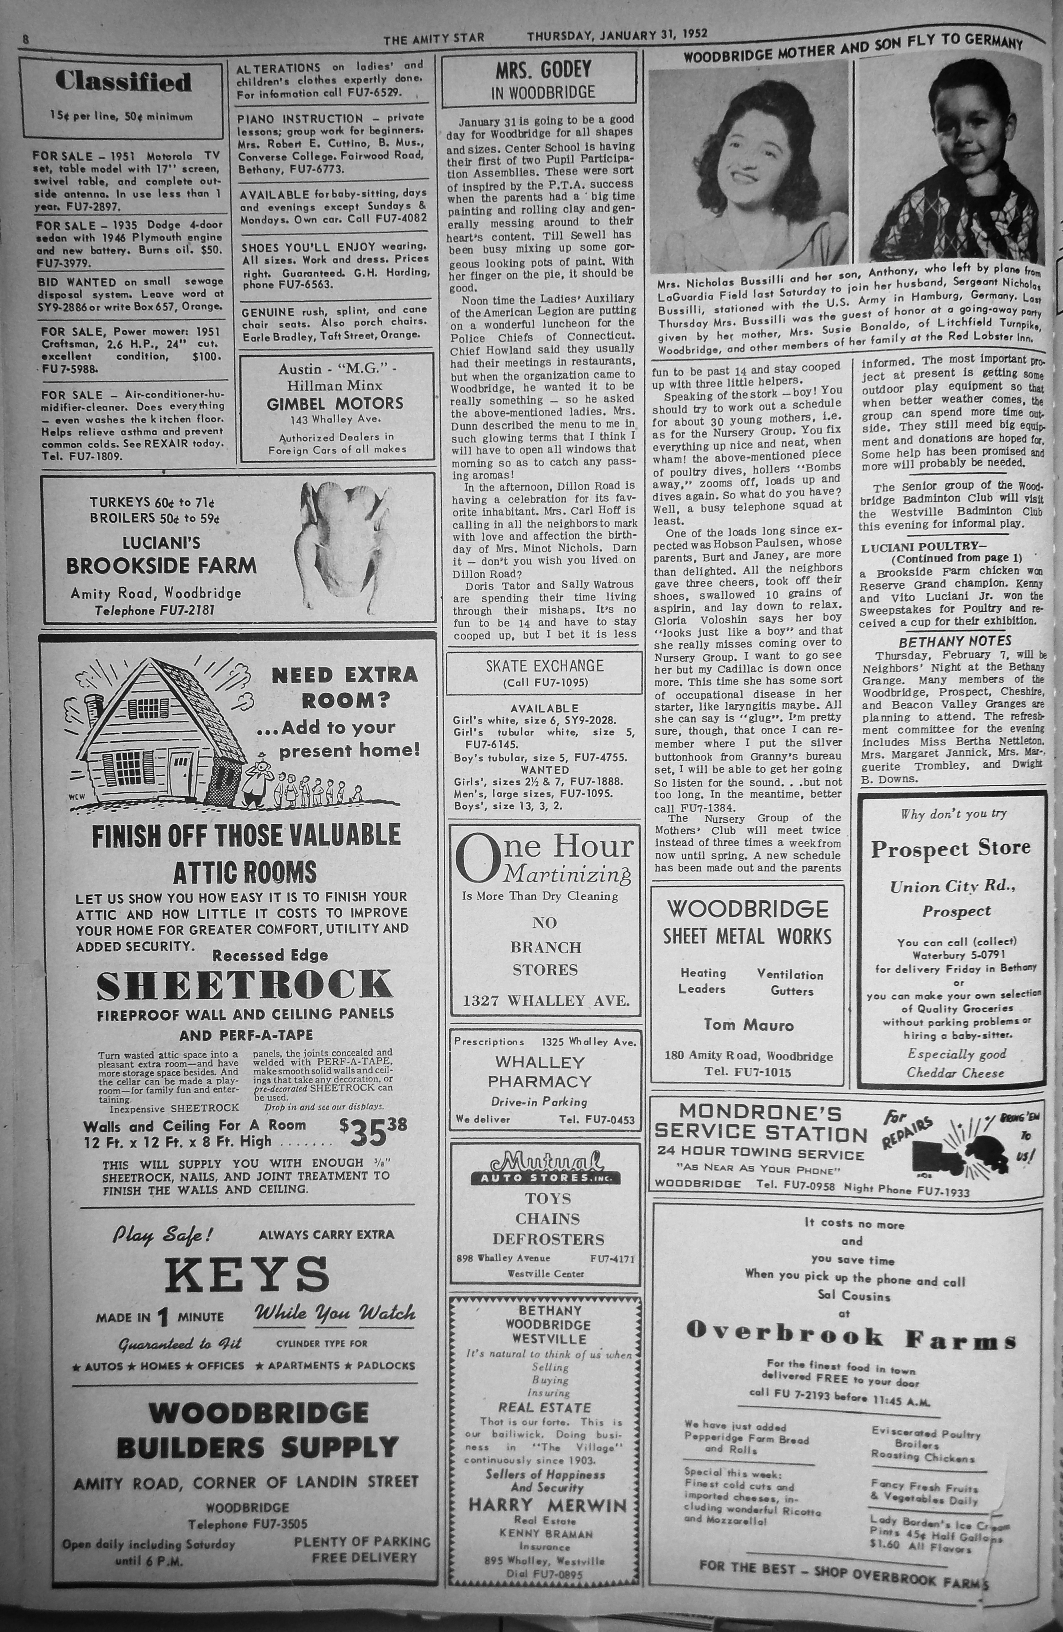 8
THE AMITY STAR THURSDAY, JANUARY 31, 1952
Classified
15¢ per line, 50¢ minimum
FOR SALE - 1951 Motorola TV
set, table model with 17" screen,
swivel table, and complete out-
side antenna. In use less than 1
year. FU7-2897.
FOR SALE - 1935 Dodge 4-door
sedan with 1946 Plymouth engine
and new battery. Burns oil. $50.
FU7-3979.
BID WANTED on small sewage
disposal system. Leave word at
SY9-2886 or write Box 657, Orange.
FOR SALE, Power mower: 1951
Craftsman, 2.6 H.P., 24" cut.
excellent condition, $100.
FU 7-5988.
FOR SALE - Air-conditioner-hu-
midifier-cleaner. Does everything
- even washes the kitchen floor.
Helps relieve asthma and prevent
common colds. See REXAIR today.
Tel. FU7-1809.
ALTERATIONS on ladies' and
children's clothes expertly done.
For information call FU7-6529.
PIANO INSTRUCTION - private
lessons; group work for beginners.
Mrs. Robert E. Cuttino, B. Mus.,
Converse College. Fairwood Road,
Bethany, FU7-6773.
AVAILABLE for baby-sitting, days
and evenings except Sundays &
Mondays. Own car. Call FU7-4082
SHOES YOU'LL ENJOY wearing.
All sizes. Work and dress. Prices
right. Guaranteed. G.H. Harding,
phone FU7-6563.
GENUINE rush, splint, and cane
chair seats. Also porch chairs.
Earle Bradley, Taft Street, Orange.
Austin - "M.G." -
Hillman Minx
GIMBEL MOTORS
143 Whalley Ave.
Authorized Dealers in
Foreign Cars of all makes
TURKEYS 60¢ to 71¢
BROILERS 50¢ to 59¢
LUCIANI'S
BROOKSIDE FARM
Amity Road, Woodbridge
Telephone FU7-2181
NEED EXTRA
ROOM?
...Add to your
present home!
WCW
FINISH OFF THOSE VALUABLE
ATTIC ROOMS
LET US SHOW YOU HOW EASY IT IS TO FINISH YOUR
ATTIC AND HOW LITTLE IT COSTS TO IMPROVE
YOUR HOME FOR GREATER COMFORT, UTILITY AND
ADDED SECURITY.
Recessed Edge
SHEETROCK
FIREPROOF WALL AND CEILING PANELS
AND PERF-A-TAPE
Turn wasted attic space into a
pleasant extra room—and have
more storage space besides. And
the cellar can be made a play-
room—for family fun and enter-
taining.
Inexpensive SHEETROCK
panels, the joints concealed and
welded with PERF-A-TAPE,
make smooth solid walls and ceil-
ings that take any decoration, or
pre-decorated SHEETROCK can
be used.
Drop in and see our displays.
Walls and Ceiling For A Room
12 Ft. x 12 Ft. x 8 Ft. High ....... $35 38
THIS WILL SUPPLY YOU WITH ENOUGH 3/8"
SHEETROCK, NAILS, AND JOINT TREATMENT TO
FINISH THE WALLS AND CEILING.
Play Safe! ALWAYS CARRY EXTRA
KEYS
MADE IN 1 MINUTE While You Watch
Guaranteed to Fit CYLINDER TYPE FOR
★ AUTOS ★ HOMES ★ OFFICES ★ APARTMENTS ★ PADLOCKS
WOODBRIDGE
BUILDERS SUPPLY
AMITY ROAD, CORNER OF LANDIN STREET
WOODBRIDGE
Telephone FU7-3505
Open daily including Saturday
until 6 P.M.
PLENTY OF PARKING
FREE DELIVERY
MRS. GODEY
IN WOODBRIDGE
January 31 is going to be a good
day for Woodbridge for all shapes
and sizes. Center School is having
their first of two Pupil Participa-
tion Assemblies. These were sort
of inspired by the P.T.A. success
when the parents had a big time
painting and rolling clay and gen-
erally messing around to their
heart's content. Till Sewell has
been busy mixing up some gor-
geous looking pots of paint. With
her finger on the pie, it should be
good.
Noon time the Ladies' Auxiliary
of the American Legion are putting
on a wonderful luncheon for the
Police Chiefs of Connecticut.
Chief Howland said they usually
had their meetings in restaurants,
but when the organization came to
Woodbridge, he wanted it to be
really something - so he asked
the above-mentioned ladies. Mrs.
Dunn described the menu to me in
such glowing terms that I think I
will have to open all windows that
morning so as to catch any pass-
ing aromas!
In the afternoon, Dillon Road is
having a celebration for its fav-
orite inhabitant. Mrs. Carl Hoff is
calling in all the neighbors to mark
with love and affection the birth-
day of Mrs. Minot Nichols. Darn
it - don't you wish you lived on
Dillon Road?
Doris Tator and Sally Watrous
are spending their time living
through their mishaps. It's no
fun to be 14 and have to stay
cooped up, but I bet it is less
SKATE EXCHANGE
(Call FU7-1095)
AVAILABLE
Girl's white, size 6, SY9-2028.
Girl's tubular white, size 5,
FU7-6145.
Boy's tubular, size 5, FU7-4755.
WANTED
Girls', sizes 2½ & 7, FU7-1888.
Men's, large sizes, FU7-1095.
Boys', size 13, 3, 2.
One Hour
Martinizing
Is More Than Dry Cleaning
NO
BRANCH
STORES
1327 WHALLEY AVE.
Prescriptions 1325 Whalley Ave.
WHALLEY
PHARMACY
Drive-in Parking
We deliver Tel. FU7-0453
Mutual
AUTO STORES, INC.
TOYS
CHAINS
DEFROSTERS
898 Whalley Avenue FU7-4171
Westville Center
BETHANY
WOODBRIDGE
WESTVILLE
It's natural to think of us when
Selling
Buying
Insuring
REAL ESTATE
That is our forte. This is
our bailiwick. Doing busi-
ness in "The Village"
continuously since 1903.
Sellers of Happiness
And Security
HARRY MERWIN
Real Estate
KENNY BRAMAN
Insurance
895 Whalley, Westville
Dial FU7-0895
WOODBRIDGE MOTHER AND SON FLY TO GERMANY
Mrs. Nicholas Bussilli and her son, Anthony, who left by plane from
LaGuardia Field last Saturday to join her husband, Sergeant Nicholas
Bussilli, stationed with the U.S. Army in Hamburg, Germany. Last
Thursday Mrs. Bussilli was the guest of honor at a going-away party
given by her mother, Mrs. Susie Bonaldo, of Litchfield Turnpike,
Woodbridge, and other members of her family at the Red Lobster Inn.
fun to be past 14 and stay cooped
up with three little helpers.
Speaking of the stork - boy! You
should try to work out a schedule
for about 30 young mothers, i.e.
as for the Nursery Group. You fix
everything up nice and neat, when
wham! the above-mentioned piece
of poultry dives, hollers "Bombs
away," zooms off, loads up and
dives again. So what do you have?
Well, a busy telephone squad at
least.
One of the loads long since ex-
pected was Hobson Paulsen, whose
parents, Burt and Janey, are more
than delighted. All the neighbors
gave three cheers, took off their
shoes, swallowed 10 grains of
aspirin, and lay down to relax.
Gloria Voloshin says her boy
"looks just like a boy" and that
she really misses coming over to
Nursery Group. I want to go see
her but my Cadillac is down once
more. This time she has some sort
of occupational disease in her
starter, like laryngitis maybe. All
she can say is "glug". I'm pretty
sure, though, that once I can re-
member where I put the silver
buttonhook from Granny's bureau
set, I will be able to get her going
So listen for the sound. . .but not
too long. In the meantime, better
call FU7-1384.
The Nursery Group of the
Mothers' Club will meet twice
instead of three times a week from
now until spring. A new schedule
has been made out and the parents
informed. The most important pro-
ject at present is getting some
outdoor play equipment so that
when better weather comes, the
group can spend more time out-
side. They still meed big equip-
ment and donations are hoped for.
Some help has been promised and
more will probably be needed.
The Senior group of the Wood-
bridge Badminton Club will visit
the Westville Badminton Club
this evening for informal play.
LUCIANI POULTRY—
(Continued from page 1)
a Brookside Farm chicken won
Reserve Grand champion. Kenny
and Vito Luciani Jr. won the
Sweepstakes for Poultry and re-
ceived a cup for their exhibition.
BETHANY NOTES
Thursday, February 7, will be
Neighbors' Night at the Bethany
Grange. Many members of the
Woodbridge, Prospect, Cheshire,
and Beacon Valley Granges are
planning to attend. The refresh-
ment committee for the evening
includes Miss Bertha Nettleton,
Mrs. Margaret Jannick, Mrs. Mar-
guerite Trombley, and Dwight
B. Downs.
WOODBRIDGE
SHEET METAL WORKS
Heating Ventilation
Leaders Gutters
Tom Mauro
180 Amity Road, Woodbridge
Tel. FU7-1015
Why don't you try
Prospect Store
Union City Rd.,
Prospect
You can call (collect)
Waterbury 5-0791
for delivery Friday in Bethany
or
you can make your own selection
of Quality Groceries
without parking problems or
hiring a baby-sitter.
Especially good
Cheddar Cheese
MONDRONE'S
SERVICE STATION
24 HOUR TOWING SERVICE
"AS NEAR AS YOUR PHONE"
WOODBRIDGE Tel. FU7-0958 Night Phone FU7-1933
For
REPAIRS
BRING 'EM
TO
US!
It costs no more
and
you save time
When you pick up the phone and call
Sal Cousins
at
Overbrook Farms
For the finest food in town
delivered FREE to your door
call FU 7-2193 before 11:45 A.M.
We have just added
Pepperidge Farm Bread
and Rolls
Special this week:
Finest cold cuts and
imported cheeses, in-
cluding wonderful Ricotta
and Mozzarella!
Eviscerated Poultry
Broilers
Roasting Chickens
Fancy Fresh Fruits
& Vegetables Daily
Lady Borden's Ice Cream
Pints 45¢ Half Gallons
$1.60 All Flavors
FOR THE BEST - SHOP OVERBROOK FARMS